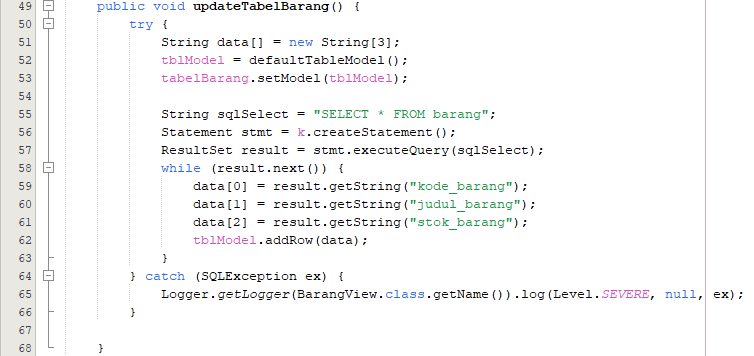 49 public void updateTabelBarang() {
50 try {
51 String data[] = new String[3];
52 tblModel = defaultTableModel();
53 tabelBarang.setModel(tblModel);
54
55 String sqlSelect = "SELECT * FROM barang";
56 Statement stmt = k.createStatement();
57 ResultSet result = stmt.executeQuery(sqlSelect);
58 while (result.next()) {
59 data[0] = result.getString("kode_barang");
60 data[1] = result.getString("judul_barang");
61 data[2] = result.getString("stok_barang");
62 tblModel.addRow(data);
63 }
64 } catch (SQLException ex) {
65 Logger.getLogger(BarangView.class.getName()).log(Level.SEVERE, null, ex);
66 }
67
68 }